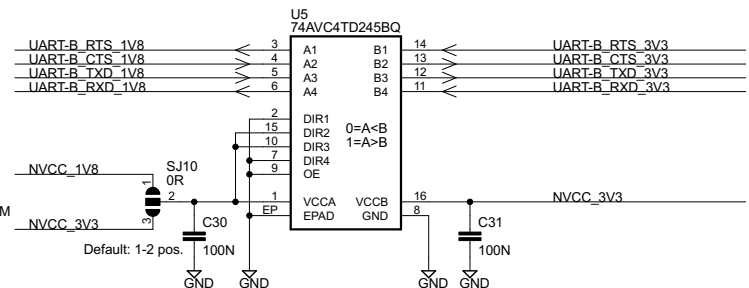 U5
74AVC4TD245BQ
UART-B_RTS_1V8 3 A1 B1 14 UART-B_RTS_3V3
UART-B_CTS_1V8 4 A2 B2 13 UART-B_CTS_3V3
UART-B_TXD_1V8 5 A3 B3 12 UART-B_TXD_3V3
UART-B_RXD_1V8 6 A4 B4 11 UART-B_RXD_3V3
2 DIR1
15 DIR2 0=A<B
10 DIR3 1=A>B
7 DIR4
9 OE
NVCC_1V8 SJ10
0R
1
2 1 VCCA VCCB 16 NVCC_3V3
EP EPAD GND 8
M
NVCC_3V3 3 C30 C31
Default: 1-2 pos. 100N 100N
GND GND GND GND